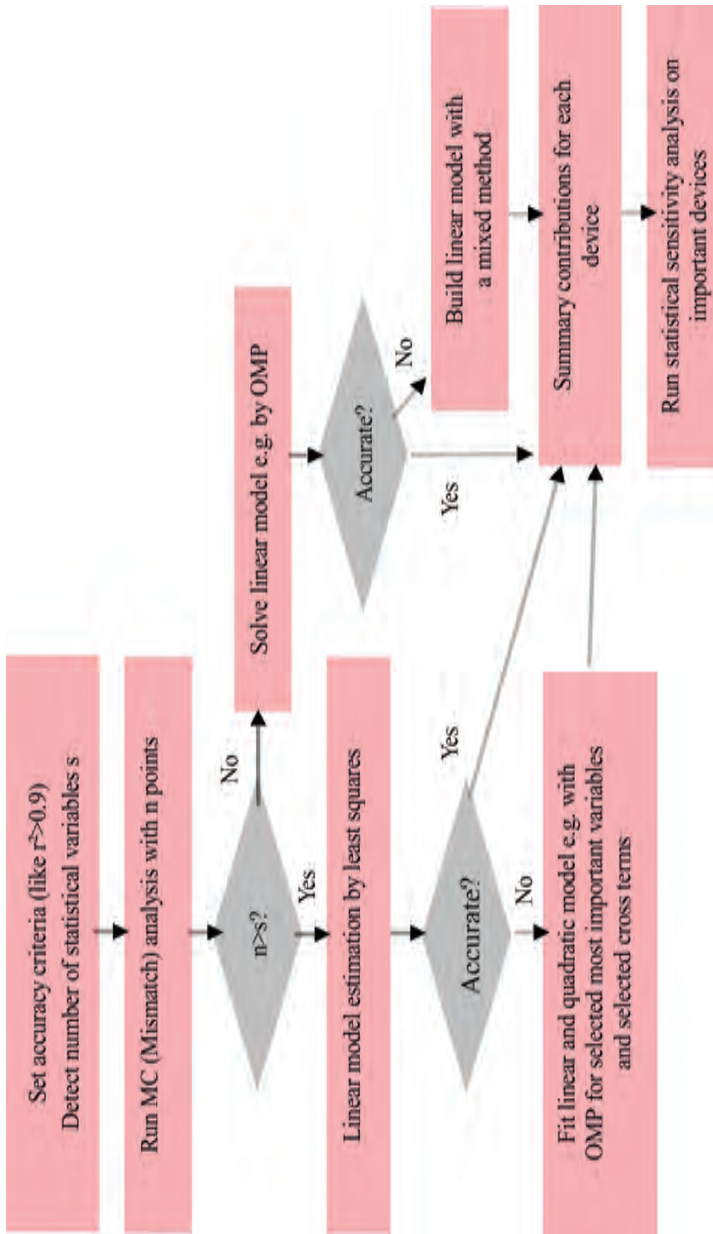 Set accuracy criteria (like r²>0.9)
Detect number of statistical variables s
Run MC (Mismatch) analysis with n points
n>s?
No
Yes
Solve linear model e.g. by OMP
Linear model estimation by least squares
Accurate?
No
Yes
Accurate?
Yes
No
Build linear model with
a mixed method
Fit linear and quadratic model e.g. with
OMP for selected most important variables
and selected cross terms
Summary contributions for each
device
Run statistical sensitivity analysis on
important devices